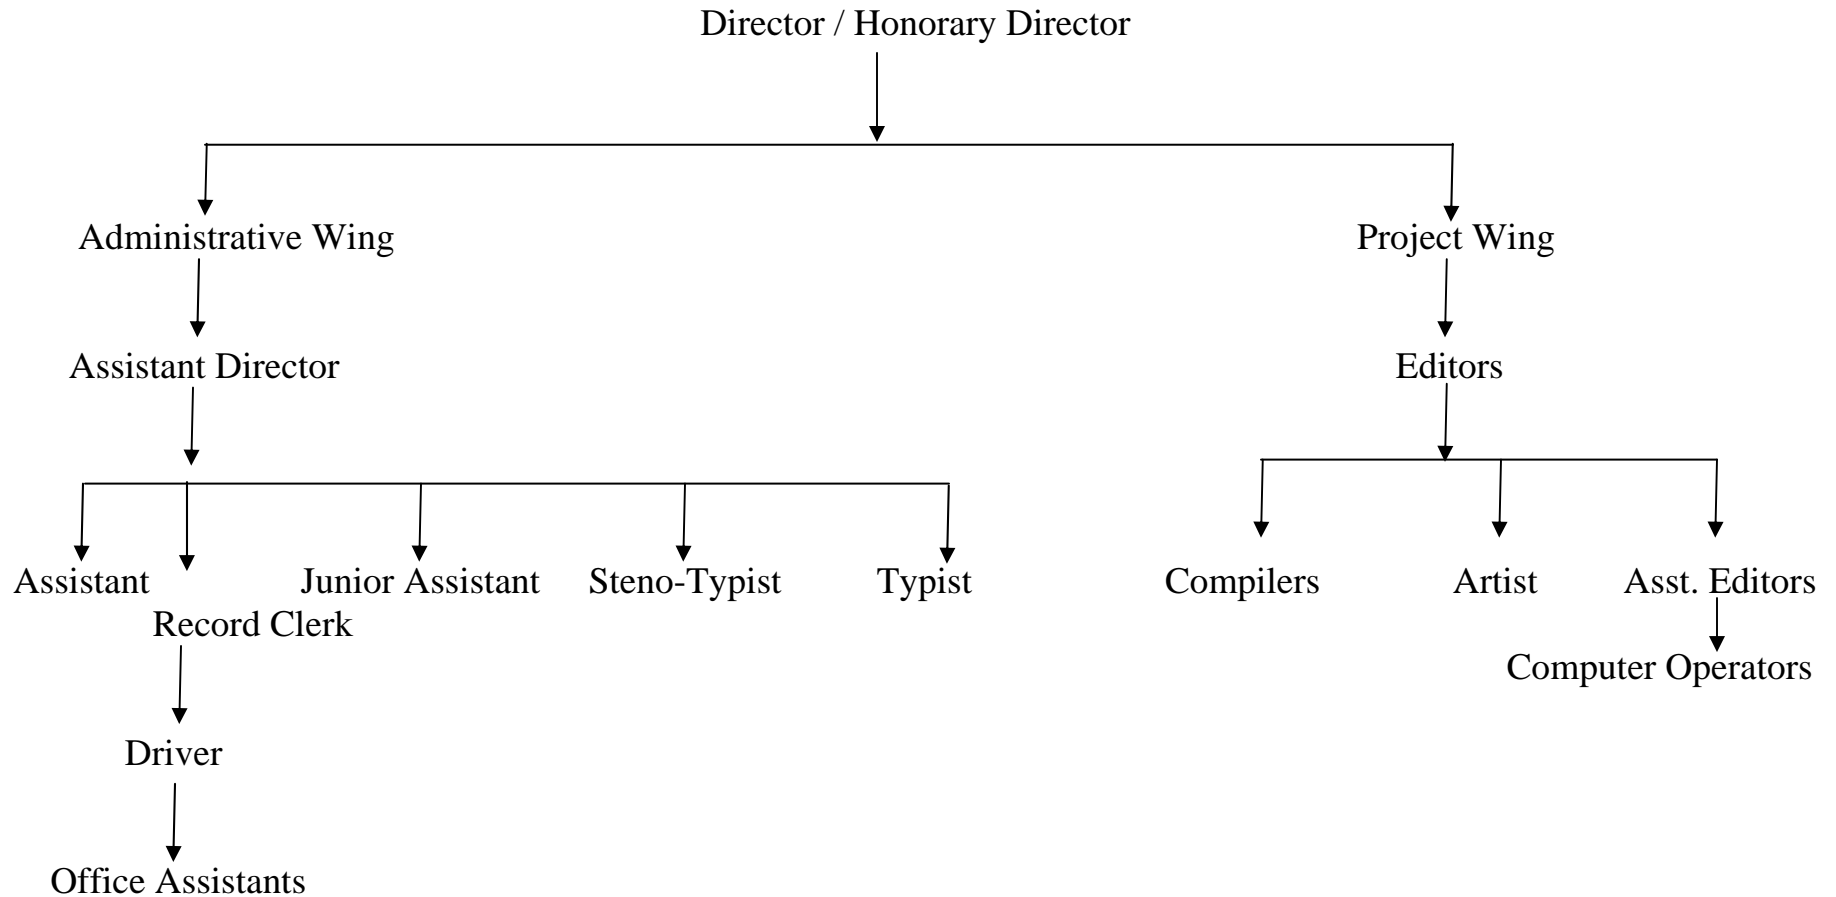 Director / Honorary Director
Administrative Wing
Project Wing
Assistant Director
Editors
Assistant
Junior Assistant
Steno-Typist
Typist
Compilers
Artist
Asst. Editors
Record Clerk
Computer Operators
Driver
Office Assistants